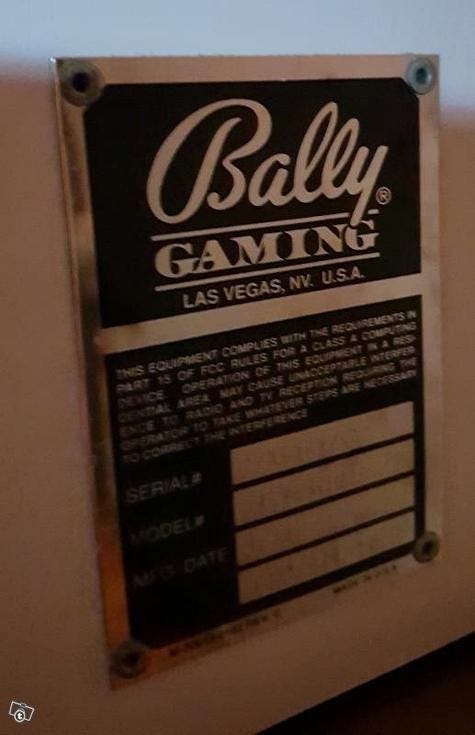 Bally®
GAMING
LAS VEGAS, NV. U.S.A.
THIS EQUIPMENT COMPLIES WITH THE REQUIREMENTS IN
PART 15 OF FCC RULES FOR A CLASS A COMPUTING
DEVICE. OPERATION OF THIS EQUIPMENT IN A RESI-
DENTIAL AREA MAY CAUSE UNACCEPTABLE INTERFER-
ENCE TO RADIO AND TV RECEPTION REQUIRING THE
OPERATOR TO TAKE WHATEVER STEPS ARE NECESSARY
TO CORRECT THE INTERFERENCE
SERIAL#
MODEL#
MFG DATE
MADE IN U.S.A.